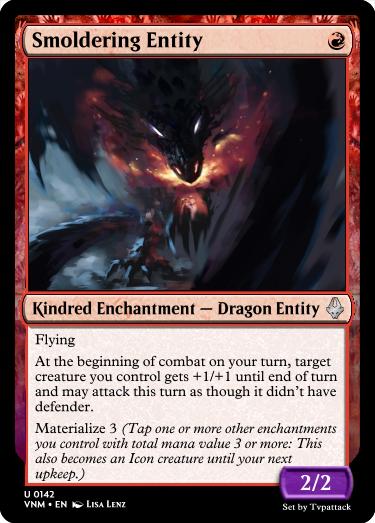 Smoldering Entity
Kindred Enchantment — Dragon Entity
Flying
At the beginning of combat on your turn, target
creature you control gets +1/+1 until end of turn
and may attack this turn as though it didn't have
defender.
Materialize 3 (Tap one or more other enchantments
you control with total mana value 3 or more: This
also becomes an Icon creature until your next
upkeep.)
2/2
U 0142
VNM • EN Lisa Lenz
Set by Tvpattack